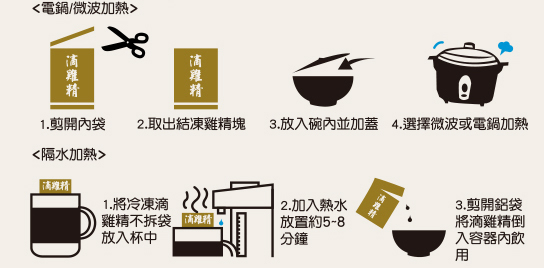 <電鍋/微波加熱>
滴雞精
滴雞精
1.剪開內袋
2.取出結凍雞精塊
3.放入碗內並加蓋
4.選擇微波或電鍋加熱
<隔水加熱>
滴雞精
1.將冷凍滴
雞精不拆袋
放入杯中
滴雞精
2.加入熱水
放置約5-8
分鐘
滴雞精
3.剪開鋁袋
將滴雞精倒
入容器內飲
用